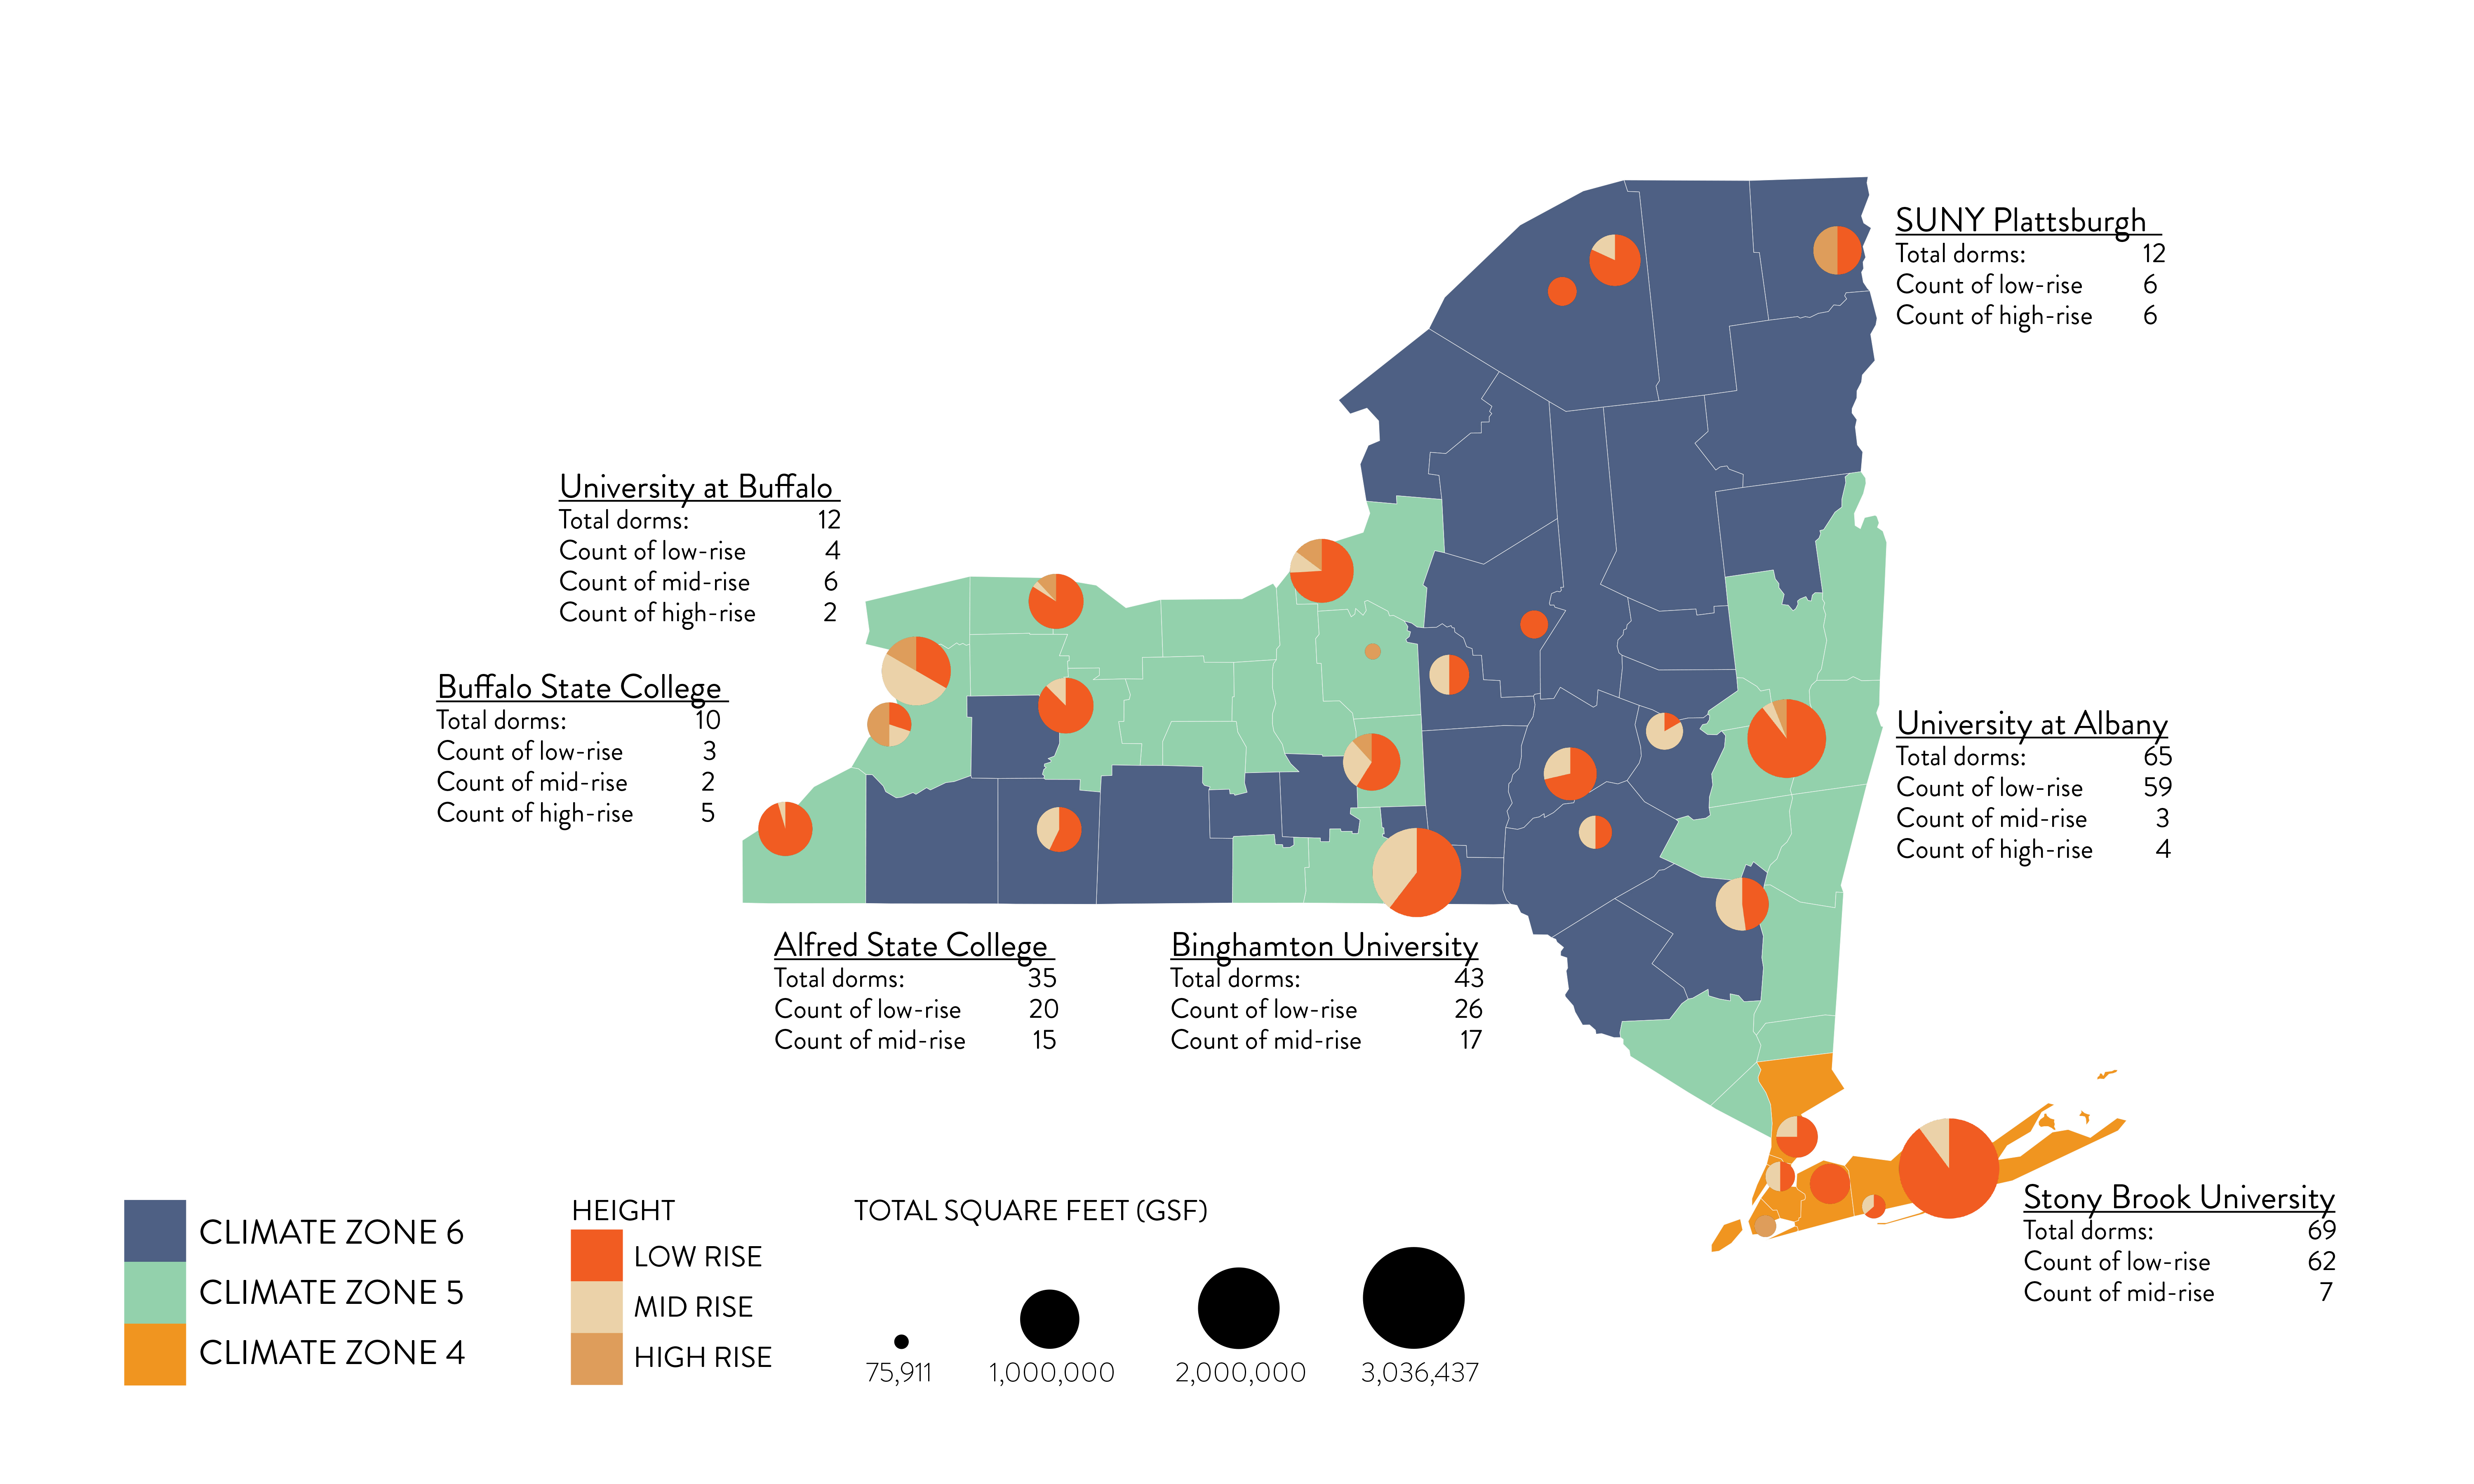 SUNY Plattsburgh
Total dorms: 12
Count of low-rise 6
Count of high-rise 6
University at Buffalo
Total dorms: 12
Count of low-rise 4
Count of mid-rise 6
Count of high-rise 2
Buffalo State College
Total dorms: 10
Count of low-rise 3
Count of mid-rise 2
Count of high-rise 5
University at Albany
Total dorms: 65
Count of low-rise 59
Count of mid-rise 3
Count of high-rise 4
Alfred State College
Total dorms: 35
Count of low-rise 20
Count of mid-rise 15
Binghamton University
Total dorms: 43
Count of low-rise 26
Count of mid-rise 17
Stony Brook University
Total dorms: 69
Count of low-rise 62
Count of mid-rise 7
CLIMATE ZONE 6
CLIMATE ZONE 5
CLIMATE ZONE 4
HEIGHT
LOW RISE
MID RISE
HIGH RISE
TOTAL SQUARE FEET (GSF)
75,911 1,000,000 2,000,000 3,036,437